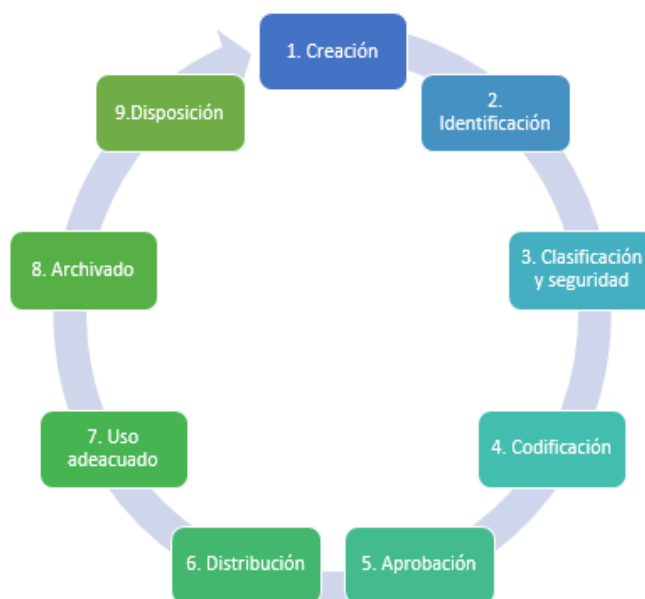 1. Creación
2.
Identificación
3. Clasificación
y seguridad
4. Codificación
5. Aprobación
6. Distribución
7. Uso
adeacuado
8. Archivado
9.Disposición